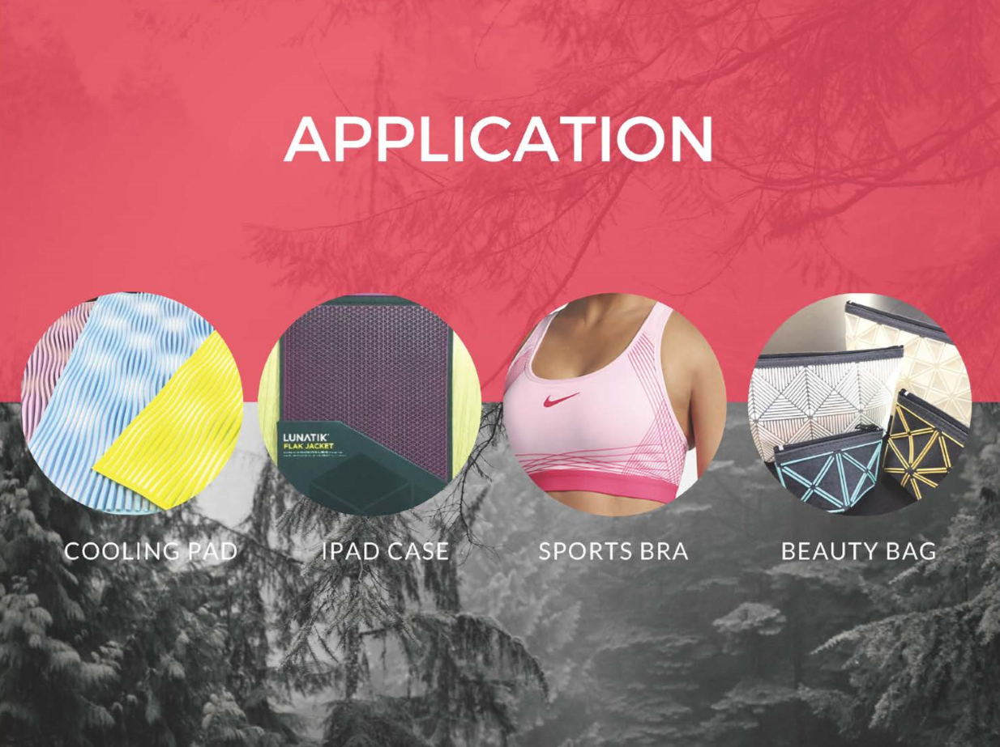 APPLICATION
LUNATIK
FLAK JACKET
COOLING PAD
IPAD CASE
SPORTS BRA
BEAUTY BAG